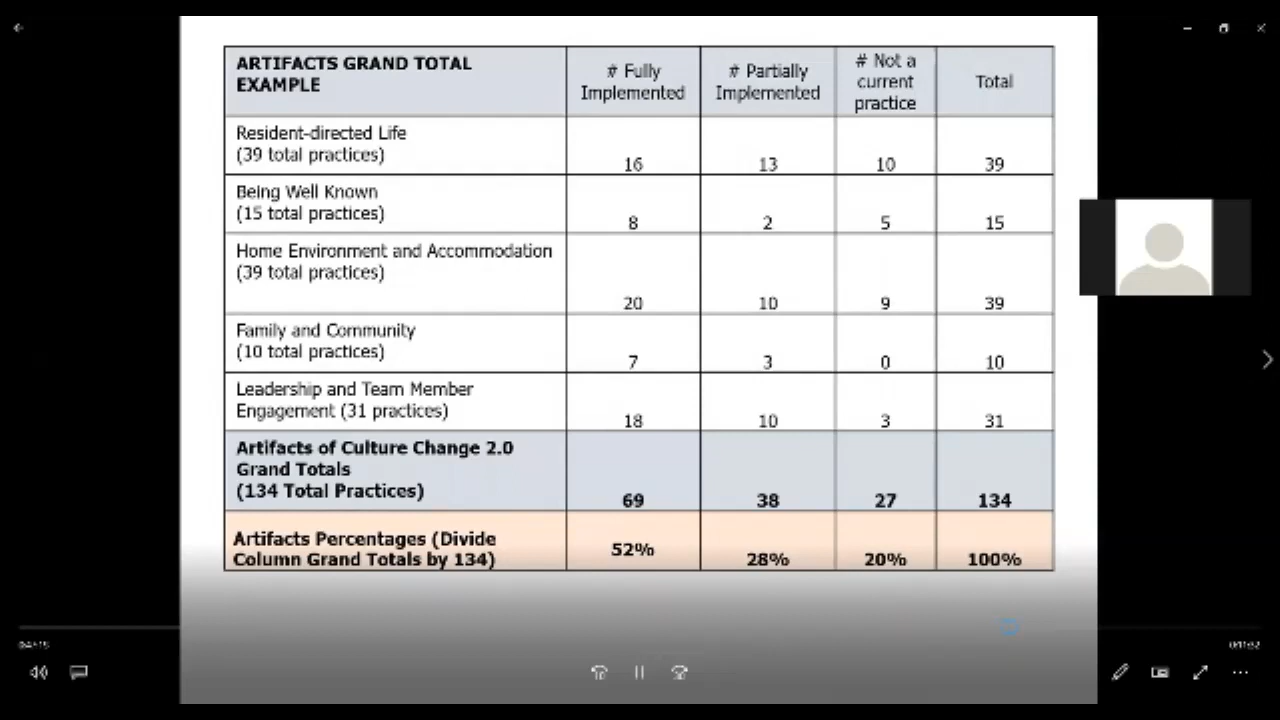 ARTIFACTS GRAND TOTAL
EXAMPLE
# Fully
Implemented
# Partially
Implemented
# Not a
current
practice
Total
Resident-directed Life
(39 total practices)
16 13 10 39
Being Well Known
(15 total practices)
8 2 5 15
Home Environment and Accommodation
(39 total practices)
20 10 9 39
Family and Community
(10 total practices)
7 3 0 10
Leadership and Team Member
Engagement (31 practices)
18 10 3 31
Artifacts of Culture Change 2.0
Grand Totals
(134 Total Practices)
69 38 27 134
Artifacts Percentages (Divide
Column Grand Totals by 134)
52% 28% 20% 100%